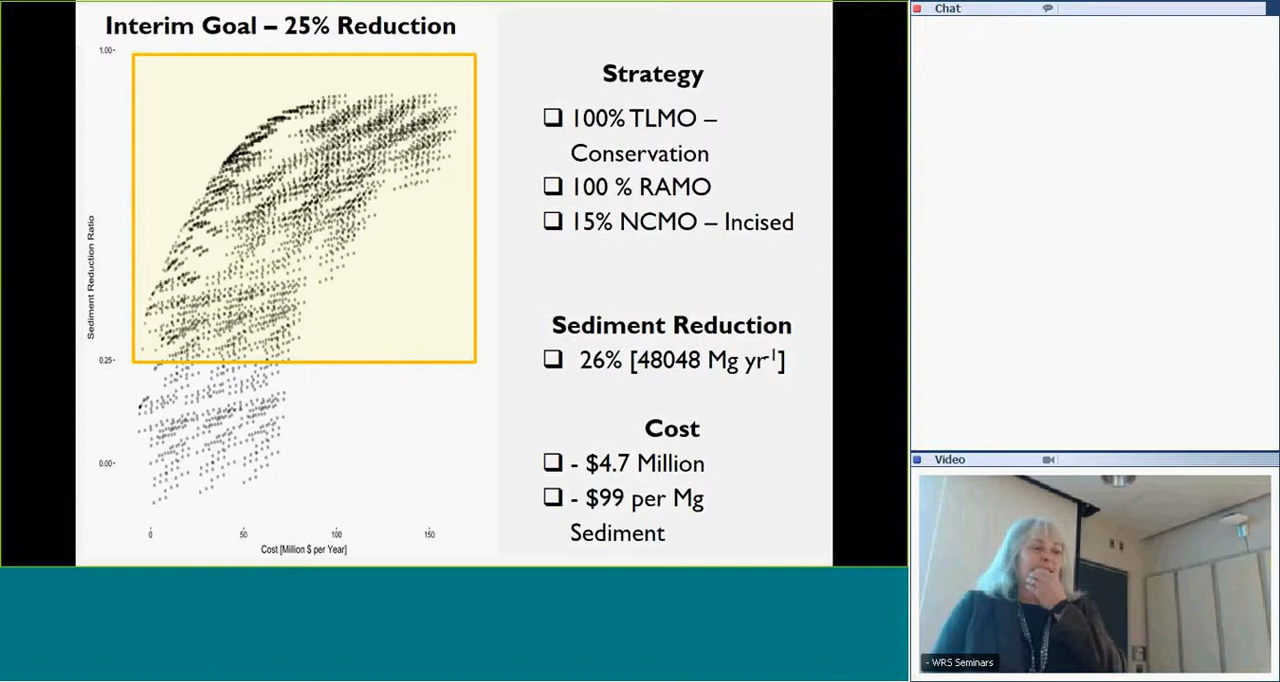 Interim Goal – 25% Reduction
1.00-
0.25-
0.00-
Sediment Reduction Ratio
0
50
100
150
Cost [Million $ per Year]
Strategy
❑ 100% TLMO –
Conservation
❑ 100 % RAMO
❑ 15% NCMO – Incised
Sediment Reduction
❑ 26% [48048 Mg yr⁻¹]
Cost
❑ - $4.7 Million
❑ - $99 per Mg
Sediment
Chat
Video
- WRS Seminars